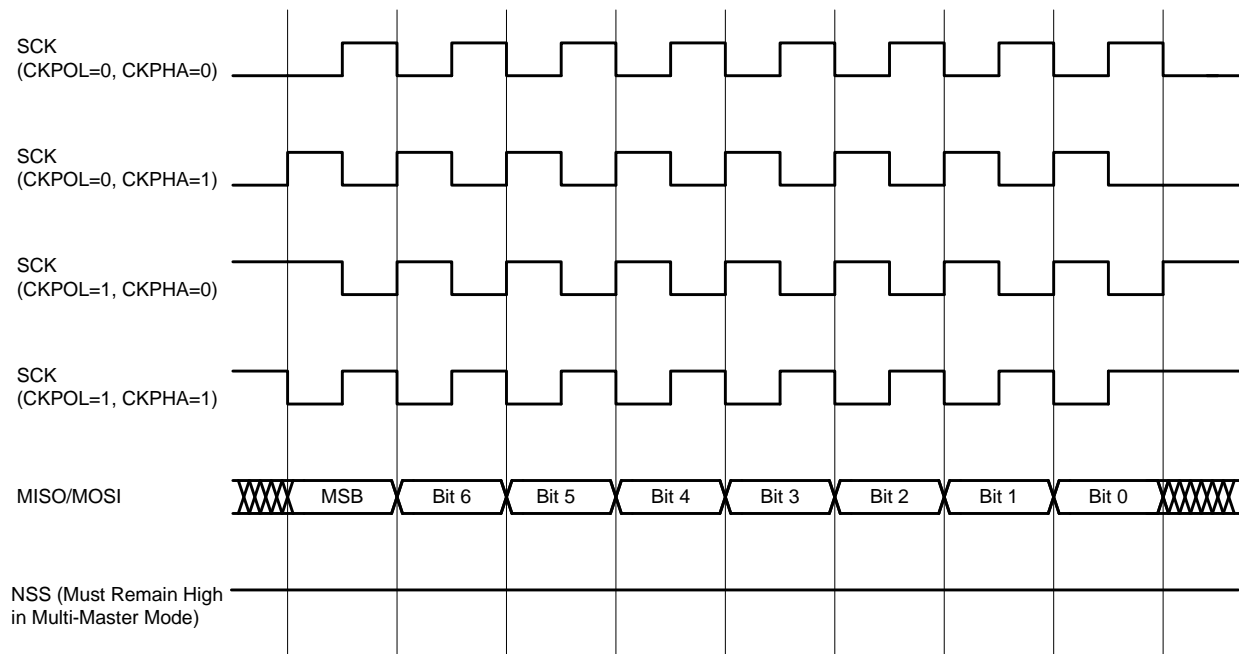 SCK
(CKPOL=0, CKPHA=0)
SCK
(CKPOL=0, CKPHA=1)
SCK
(CKPOL=1, CKPHA=0)
SCK
(CKPOL=1, CKPHA=1)
MISO/MOSI MSB Bit 6 Bit 5 Bit 4 Bit 3 Bit 2 Bit 1 Bit 0
NSS (Must Remain High
in Multi-Master Mode)